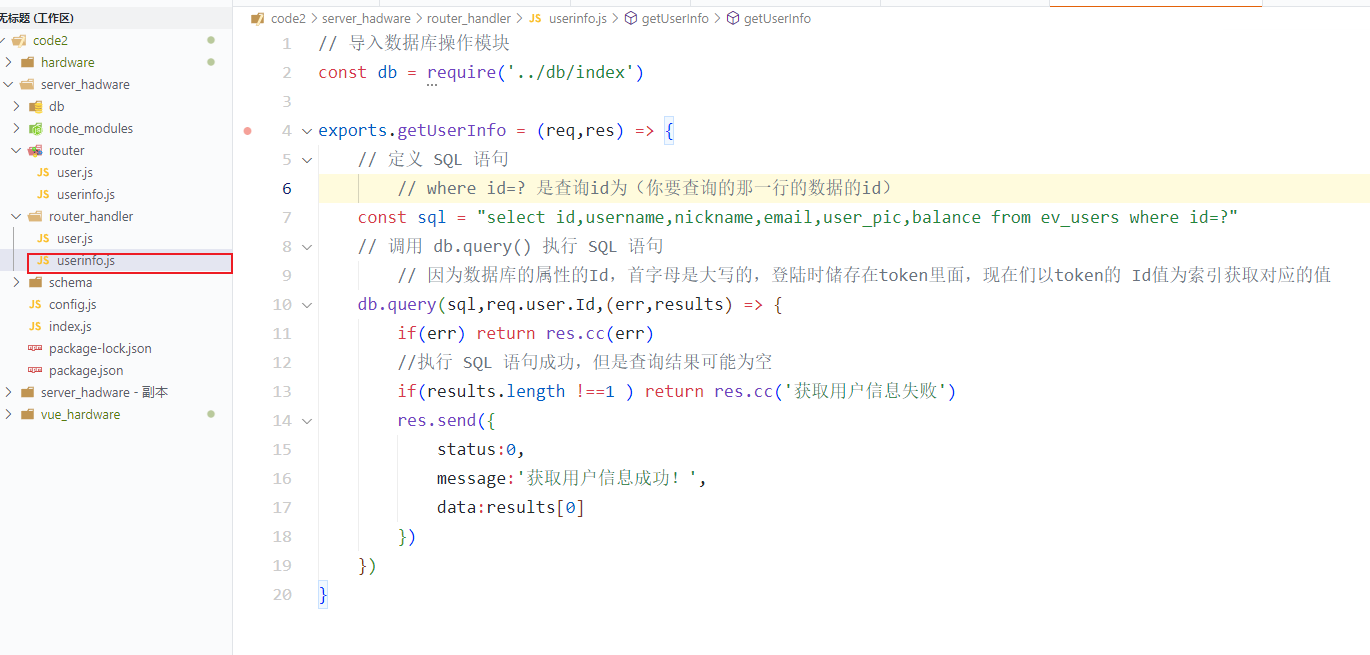 无标题 (工作区)
code2
hardware
server_hadware
db
node_modules
router
user.js
userinfo.js
router_handler
user.js
userinfo.js
schema
config.js
index.js
package-lock.json
package.json
server_hadware - 副本
vue_hardware
code2 > server_hadware > router_handler > JS userinfo.js > getUserInfo > getUserInfo
1 // 导入数据库操作模块
2 const db = require('../db/index')
3
4 exports.getUserInfo = (req,res) => {
5 // 定义 SQL 语句
6 // where id=? 是查询id为（你要查询的那一行的数据的id）
7 const sql = "select id,username,nickname,email,user_pic,balance from ev_users where id=?"
8 // 调用 db.query() 执行 SQL 语句
9 // 因为数据库的属性的Id，首字母是大写的，登陆时储存在token里面，现在们以token的 Id值为索引获取对应的值
10 db.query(sql,req.user.Id,(err,results) => {
11 if(err) return res.cc(err)
12 //执行 SQL 语句成功，但是查询结果可能为空
13 if(results.length !==1 ) return res.cc('获取用户信息失败')
14 res.send({
15 status:0,
16 message:'获取用户信息成功！',
17 data:results[0]
18 })
19 })
20 }